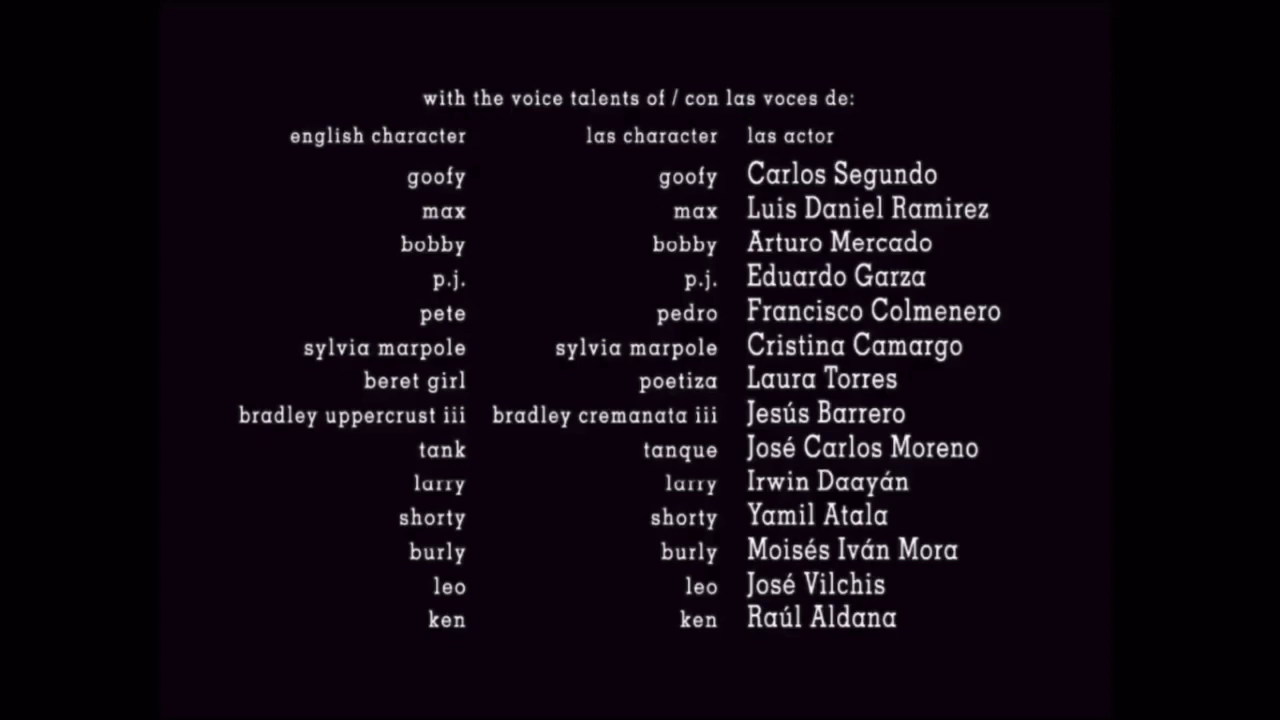 with the voice talents of / con las voces de:
english character las character las actor
goofy goofy Carlos Segundo
max max Luis Daniel Ramirez
bobby bobby Arturo Mercado
p.j. p.j. Eduardo Garza
pete pedro Francisco Colmenero
sylvia marpole sylvia marpole Cristina Camargo
beret girl poetiza Laura Torres
bradley uppercrust iii bradley cremanata iii Jesús Barrero
tank tanque José Carlos Moreno
larry larry Irwin Daayán
shorty shorty Yamil Atala
burly burly Moisés Iván Mora
leo leo José Vilchis
ken ken Raúl Aldana